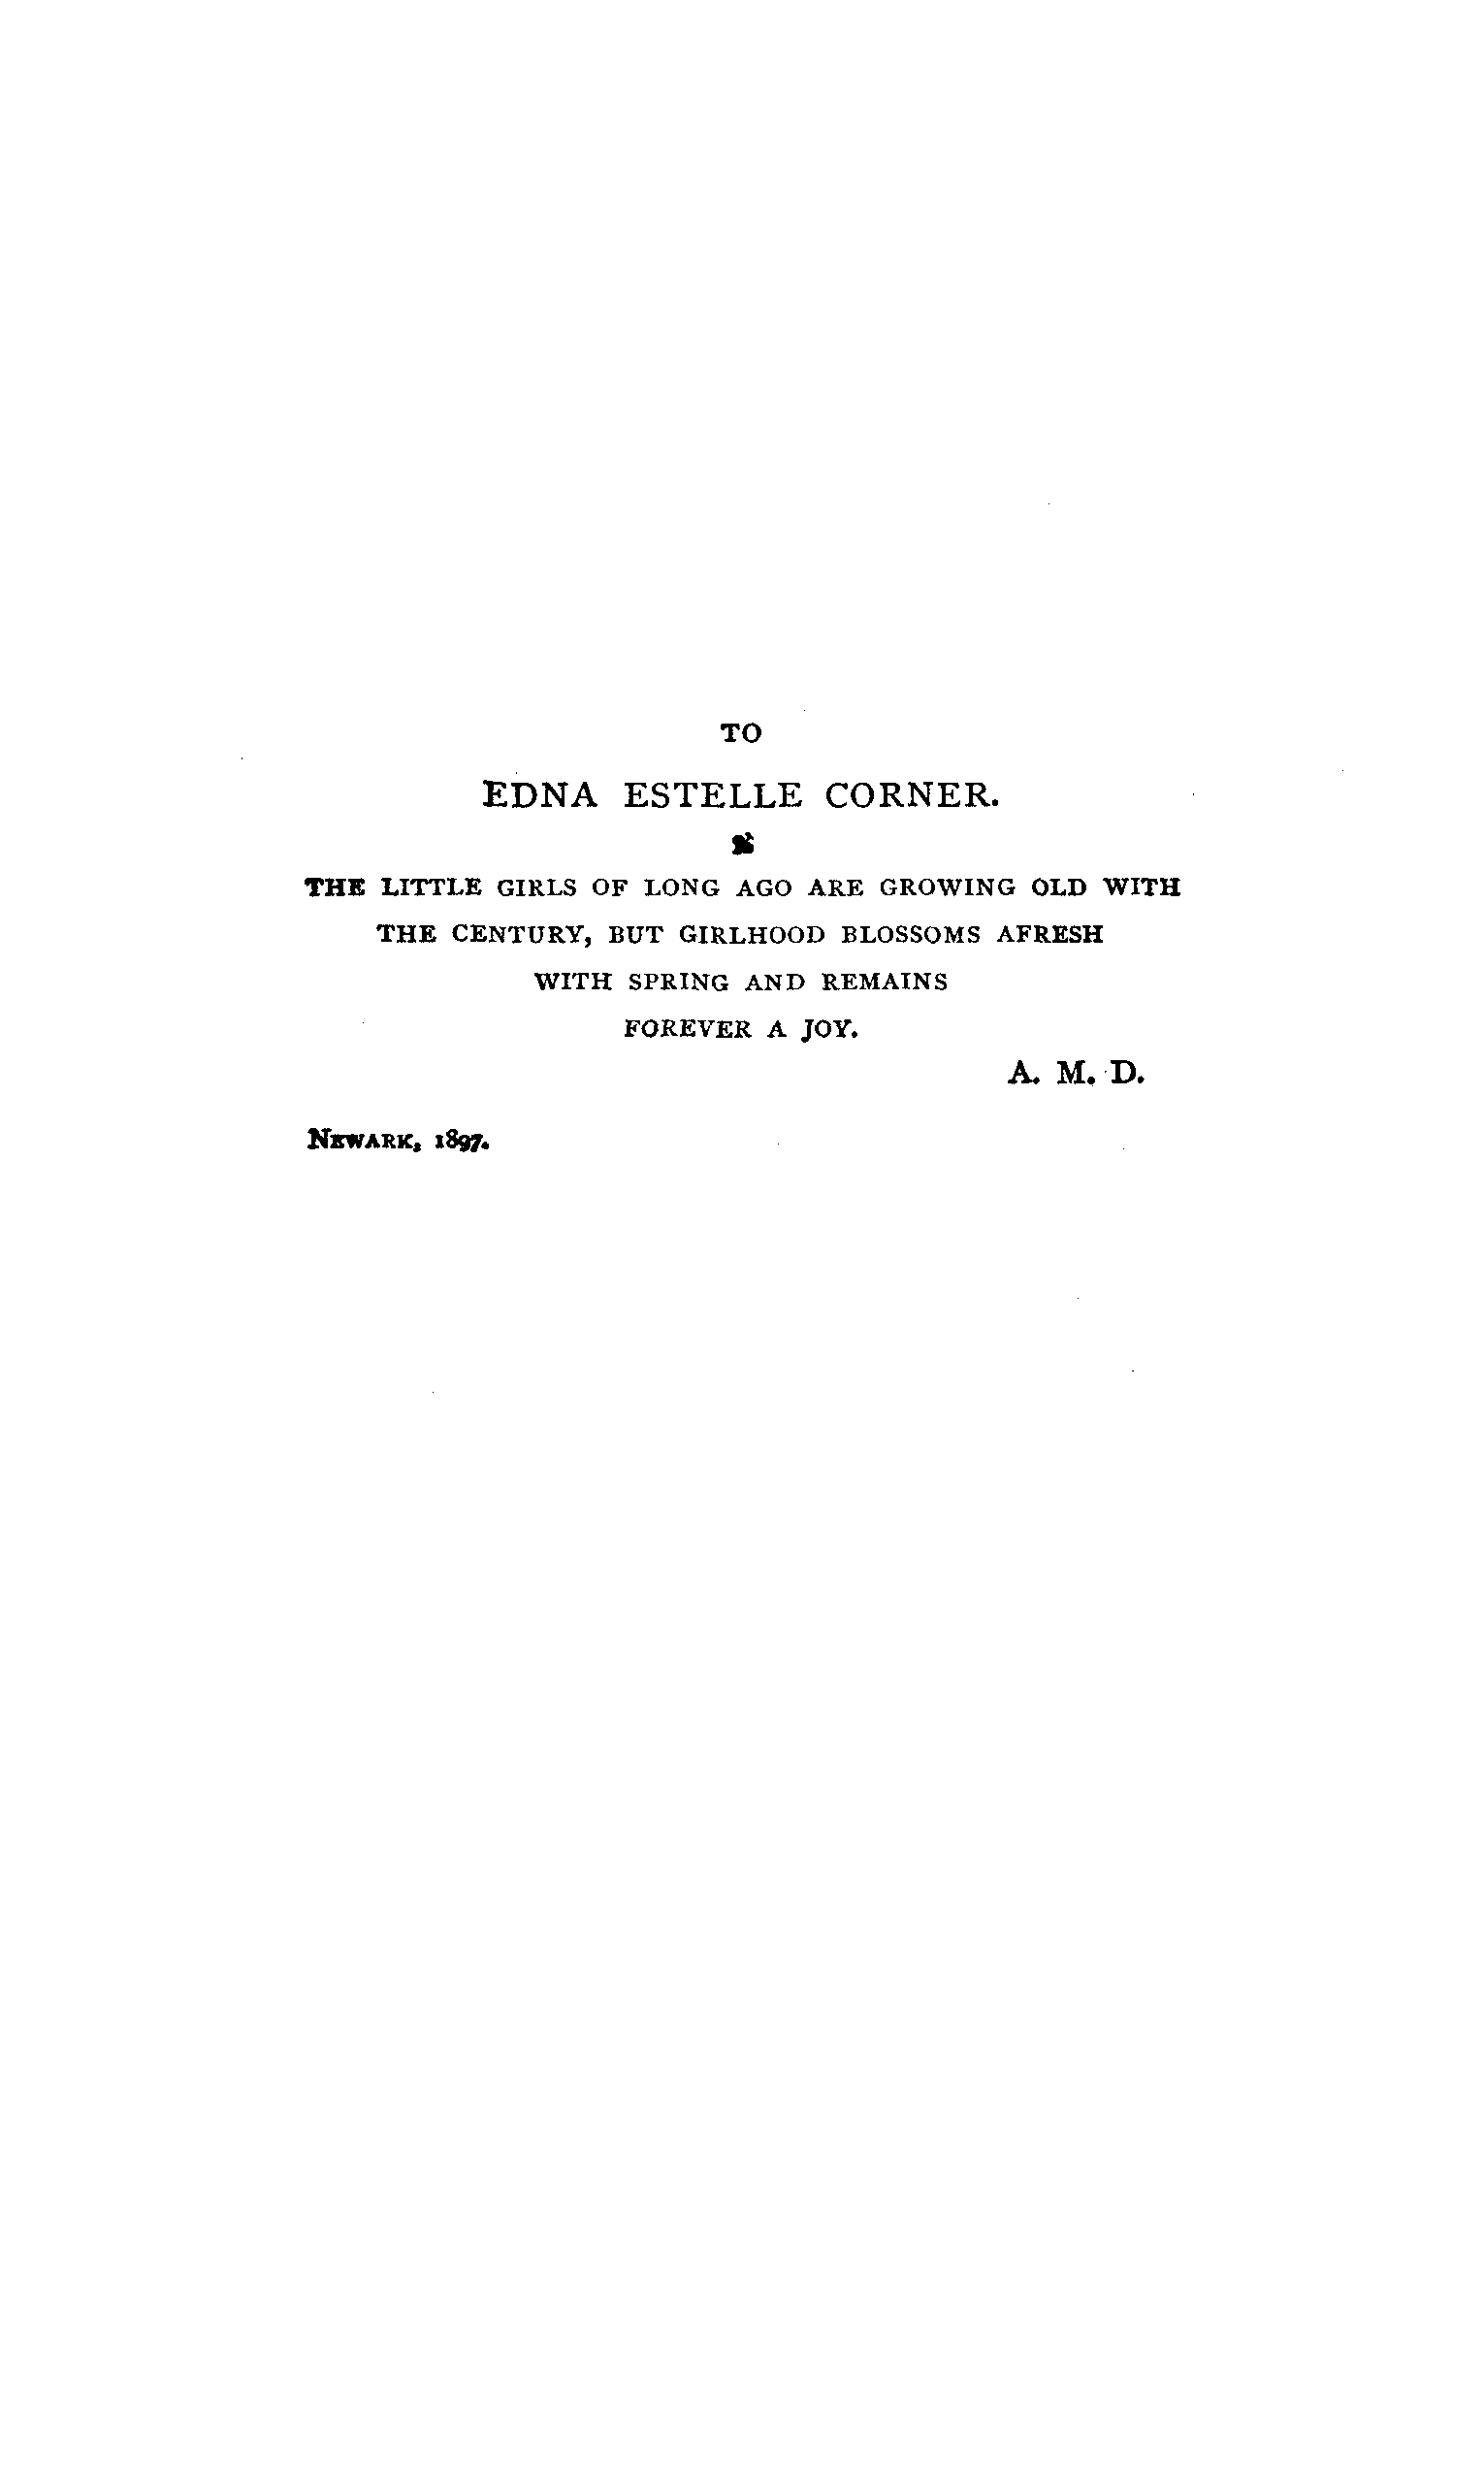 TO
EDNA ESTELLE CORNER.
THE LITTLE GIRLS OF LONG AGO ARE GROWING OLD WITH
THE CENTURY, BUT GIRLHOOD BLOSSOMS AFRESH
WITH SPRING AND REMAINS
FOREVER A JOY.
A. M. D.
NEWARK, 1897.